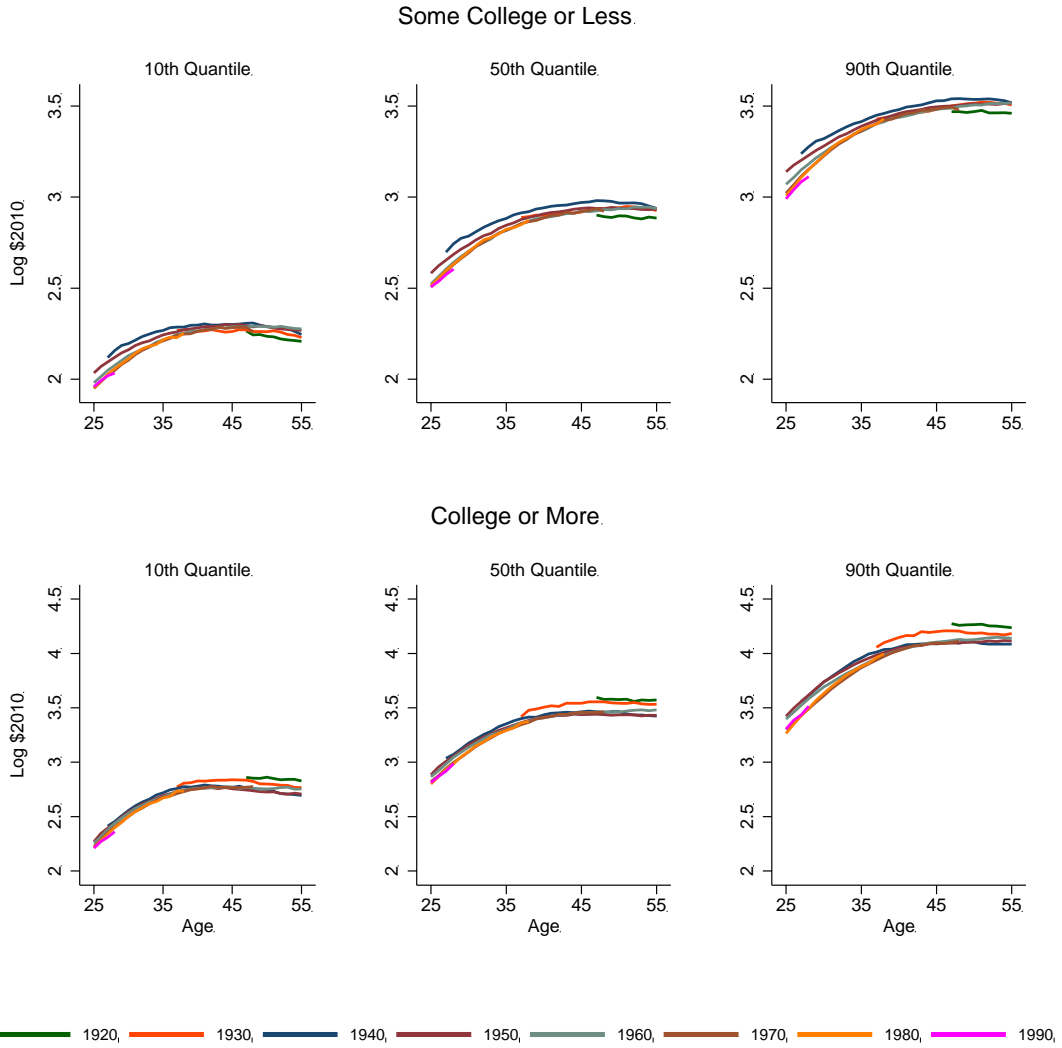 Some College or Less
10th Quantile
50th Quantile
90th Quantile
Log $2010
3.5
3
2.5
2
3.5
3
2.5
2
3.5
3
2.5
2
25 35 45 55
25 35 45 55
25 35 45 55
College or More
10th Quantile
50th Quantile
90th Quantile
Log $2010
4.5
4
3.5
3
2.5
2
4.5
4
3.5
3
2.5
2
4.5
4
3.5
3
2.5
2
25 35 45 55
25 35 45 55
25 35 45 55
Age
Age
Age
1920 1930 1940 1950 1960 1970 1980 1990